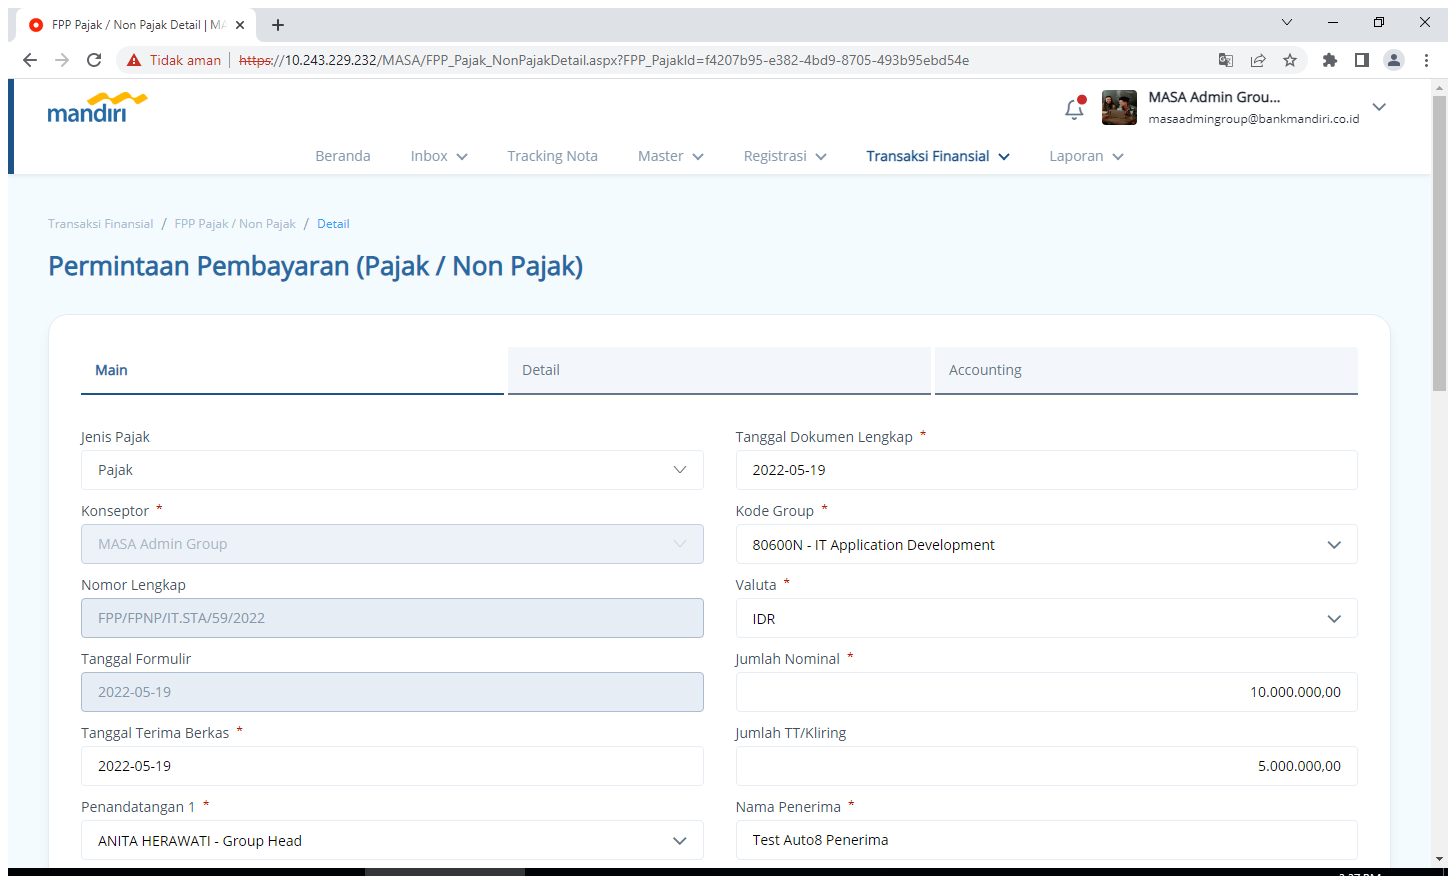 FPP Pajak / Non Pajak Detail | MA
Tidak aman
https://10.243.229.232/MASA/FPP_Pajak_NonPajakDetail.aspx?FPP_PajakId=f4207b95-e382-4bd9-8705-493b95ebd54e
mandiri
MASA Admin Grou...
masaadmingroup@bankmandiri.co.id
Beranda Inbox Tracking Nota Master Registrasi Transaksi Finansial Laporan
Transaksi Finansial / FPP Pajak / Non Pajak / Detail
Permintaan Pembayaran (Pajak / Non Pajak)
Main Detail Accounting
Jenis Pajak
Pajak
Konseptor *
MASA Admin Group
Nomor Lengkap
FPP/FPNP/IT.STA/59/2022
Tanggal Formulir
2022-05-19
Tanggal Terima Berkas *
2022-05-19
Penandatangan 1 *
ANITA HERAWATI - Group Head
Tanggal Dokumen Lengkap *
2022-05-19
Kode Group *
80600N - IT Application Development
Valuta *
IDR
Jumlah Nominal *
10.000.000,00
Jumlah TT/Kliring
5.000.000,00
Nama Penerima *
Test Auto8 Penerima